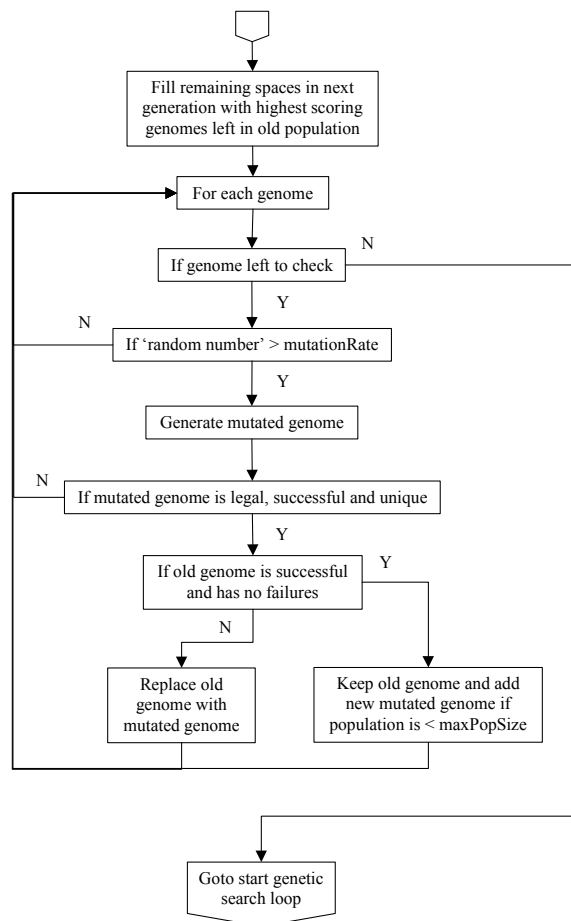 Fill remaining spaces in next
generation with highest scoring
genomes left in old population
For each genome
N
If genome left to check
Y
N
If ‘random number’ > mutationRate
Y
Generate mutated genome
N
If mutated genome is legal, successful and unique
Y
If old genome is successful
and has no failures
Y
N
Replace old
genome with
mutated genome
Keep old genome and add
new mutated genome if
population is < maxPopSize
Goto start genetic
search loop